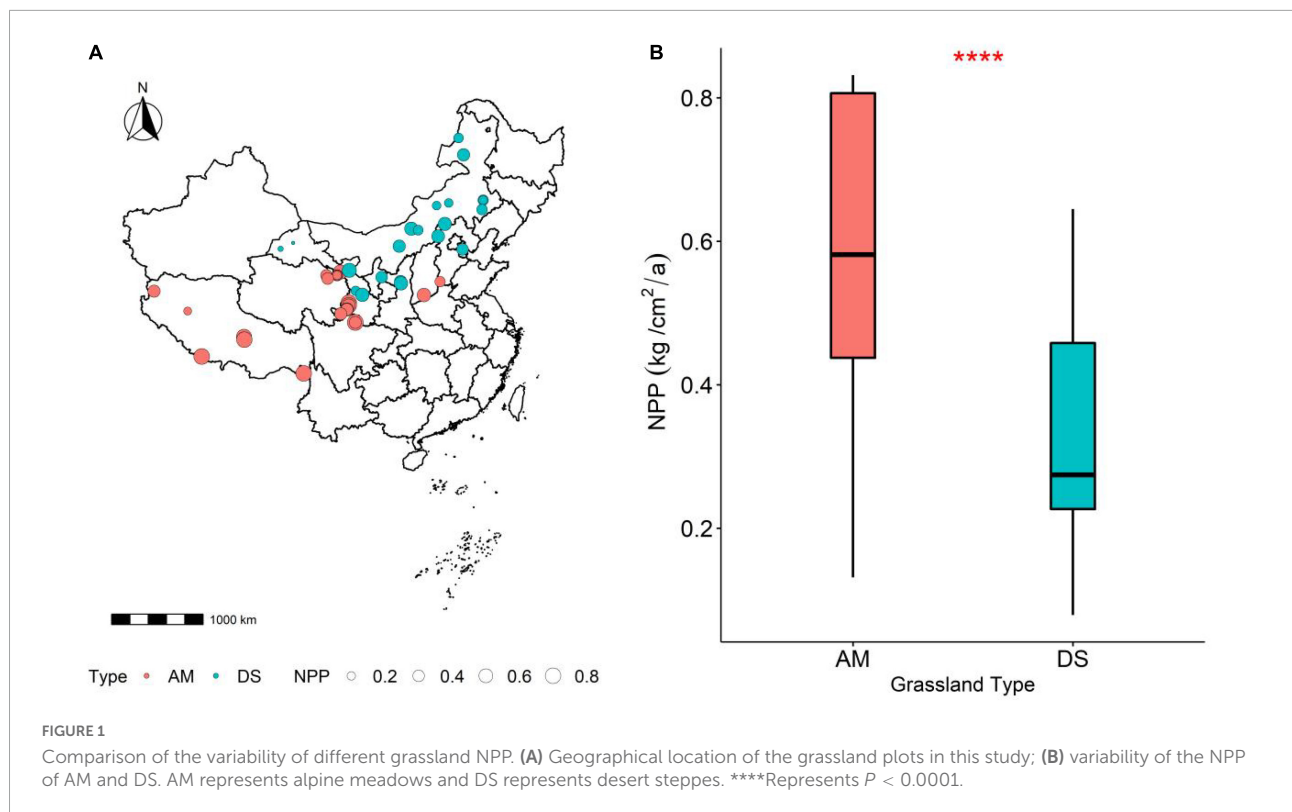 A
N
1000 km
Type AM DS NPP 0.2 0.4 0.6 0.8
B
****
0.8
0.6
0.4
0.2
NPP (kg /cm²/a)
AM DS
Grassland Type
FIGURE 1
Comparison of the variability of different grassland NPP. (A) Geographical location of the grassland plots in this study; (B) variability of the NPP
of AM and DS. AM represents alpine meadows and DS represents desert steppes. ****Represents P < 0.0001.